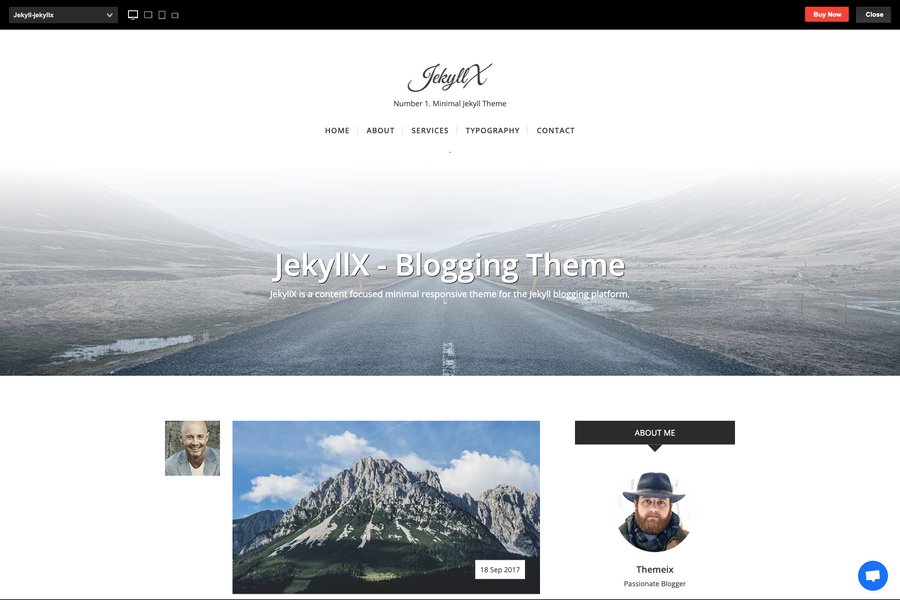 Jekyll-jekyllx
Buy Now
Close
JekyllX
Number 1. Minimal Jekyll Theme
HOME
ABOUT
SERVICES
TYPOGRAPHY
CONTACT
JekyllX - Blogging Theme
JekyllX is a content focused minimal responsive theme for the Jekyll blogging platform.
ABOUT ME
18 Sep 2017
Themeix
Passionate Blogger